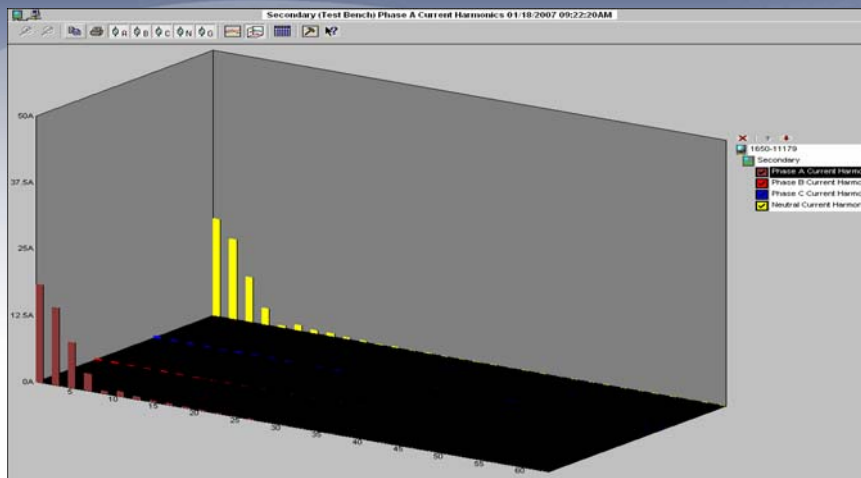 Secondary (Test Bench) Phase A Current Harmonics 01/18/2007 09:22:20AM
A B C N G
50A
37.5A
25A
12.5A
0A
5 10 15 20 25 30 35 40 45 50 55 60
1650-11179
Secondary
Phase A Current Harmo
Phase B Current Harmo
Phase C Current Harmo
Neutral Current Harmon